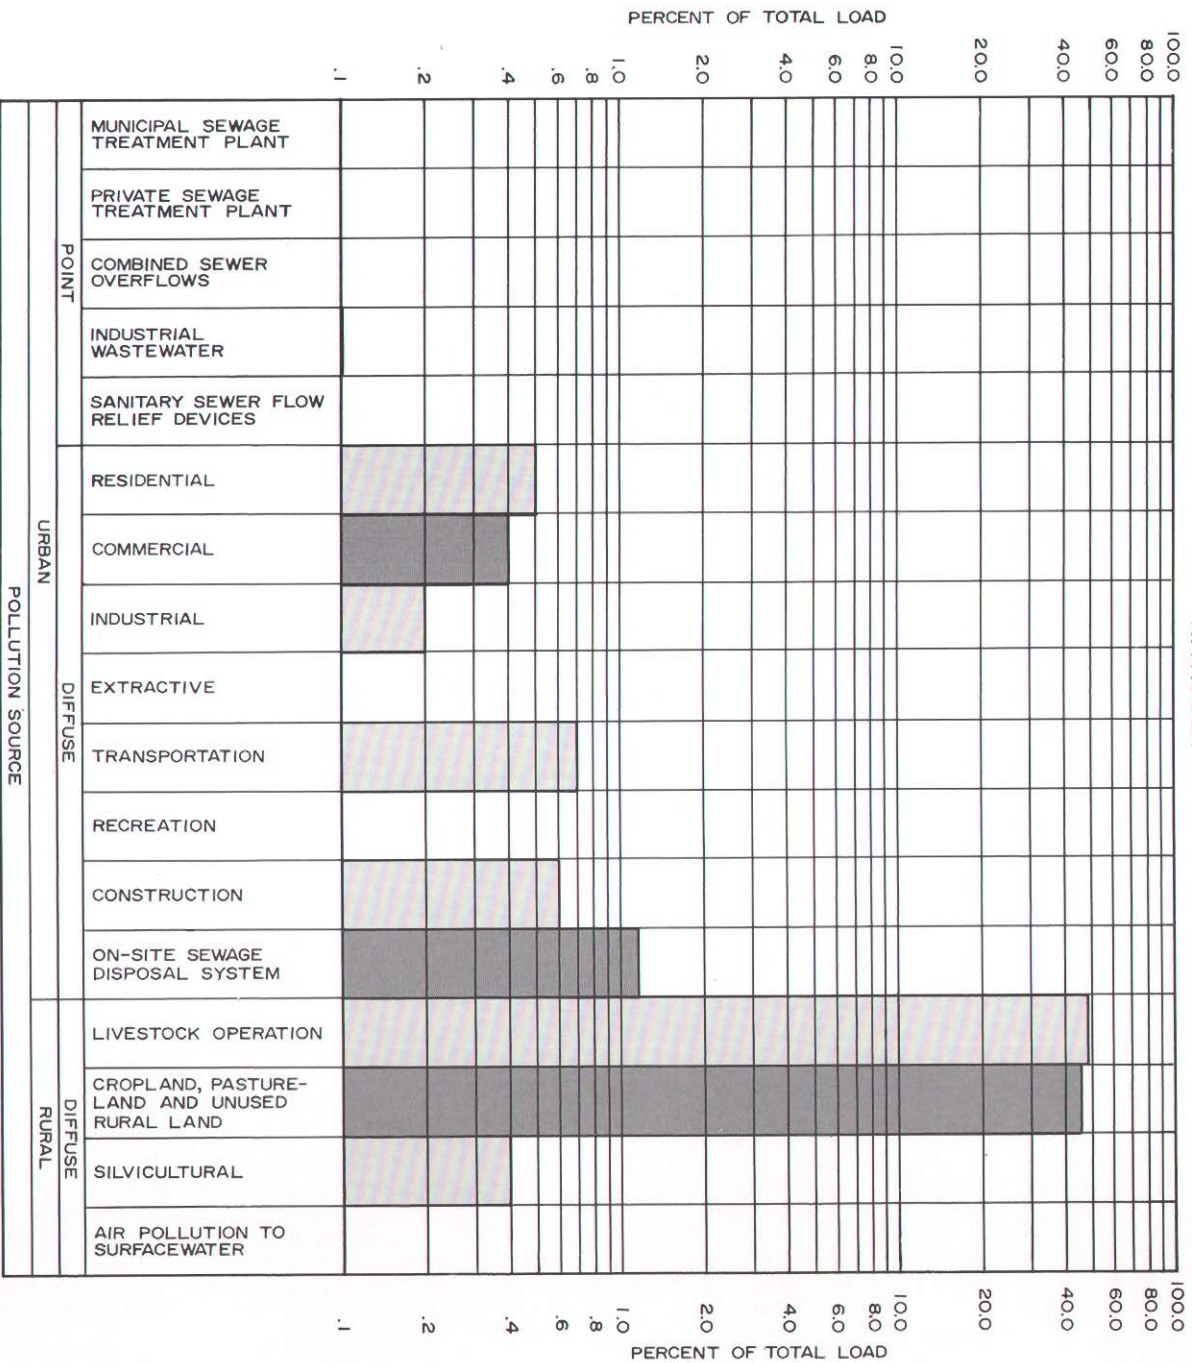 PERCENT OF TOTAL LOAD
.1
.2
.4
.6
.8
1.0
2.0
4.0
6.0
8.0
10.0
20.0
40.0
60.0
80.0
100.0
MUNICIPAL SEWAGE
TREATMENT PLANT
PRIVATE SEWAGE
TREATMENT PLANT
COMBINED SEWER
OVERFLOWS
INDUSTRIAL
WASTEWATER
SANITARY SEWER FLOW
RELIEF DEVICES
POINT
RESIDENTIAL
COMMERCIAL
INDUSTRIAL
EXTRACTIVE
TRANSPORTATION
RECREATION
CONSTRUCTION
ON-SITE SEWAGE
DISPOSAL SYSTEM
DIFFUSE
URBAN
LIVESTOCK OPERATION
CROPLAND, PASTURE-
LAND AND UNUSED
RURAL LAND
SILVICULTURAL
AIR POLLUTION TO
SURFACEWATER
DIFFUSE
RURAL
POLLUTION SOURCE
.1
.2
.4
.6
.8
1.0
2.0
4.0
6.0
8.0
10.0
20.0
40.0
60.0
80.0
100.0
PERCENT OF TOTAL LOAD